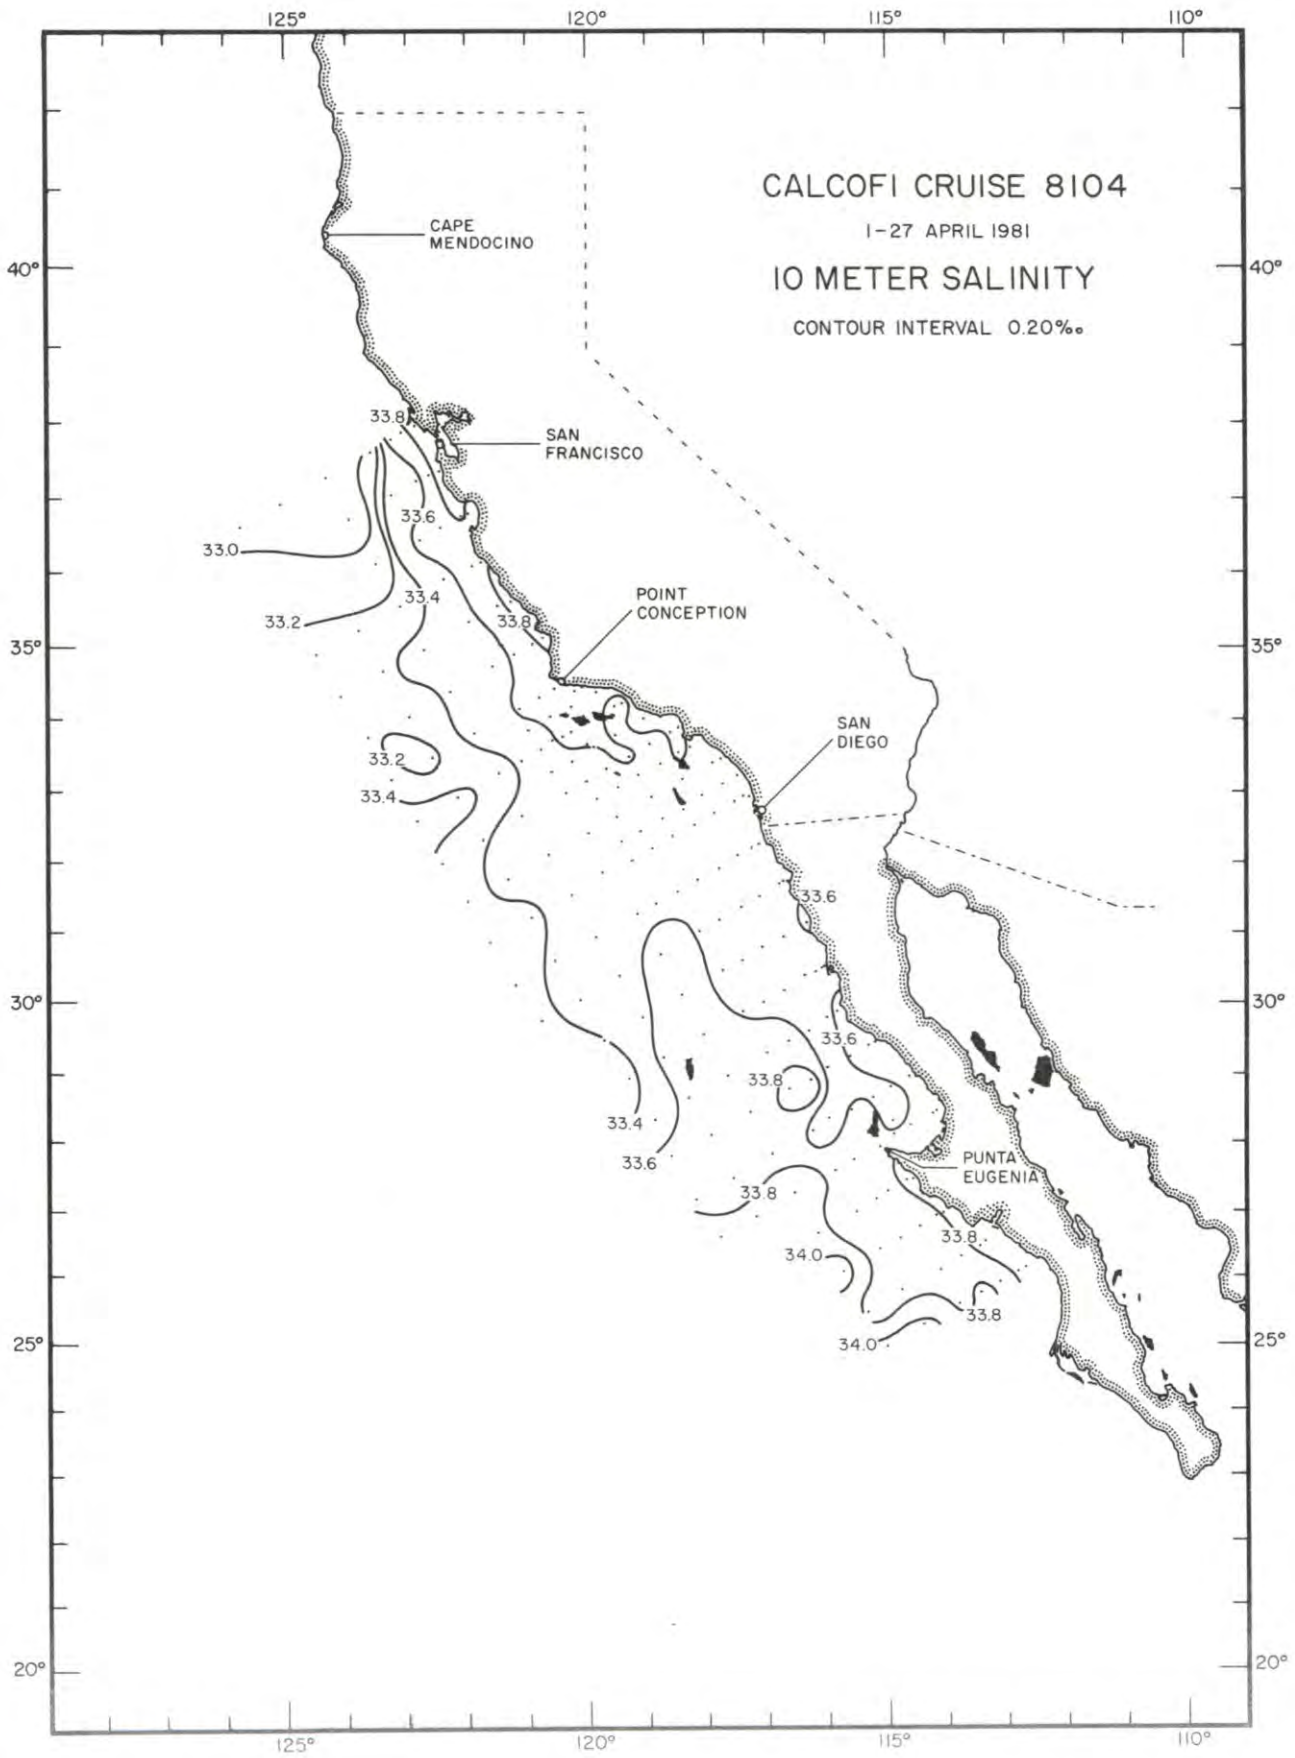 125°
120°
115°
110°
CALCOFI CRUISE 8104
1-27 APRIL 1981
10 METER SALINITY
CONTOUR INTERVAL 0.20‰
CAPE
MENDOCINO
40°
40°
33.8
SAN
FRANCISCO
33.6
33.0
33.4
33.2
33.8
POINT
CONCEPTION
35°
35°
SAN
DIEGO
33.2
33.4
33.6
30°
30°
33.6
33.8
33.4
33.6
PUNTA
EUGENIA
33.8
33.8
34.0
33.8
34.0
25°
25°
20°
20°
125°
120°
115°
110°